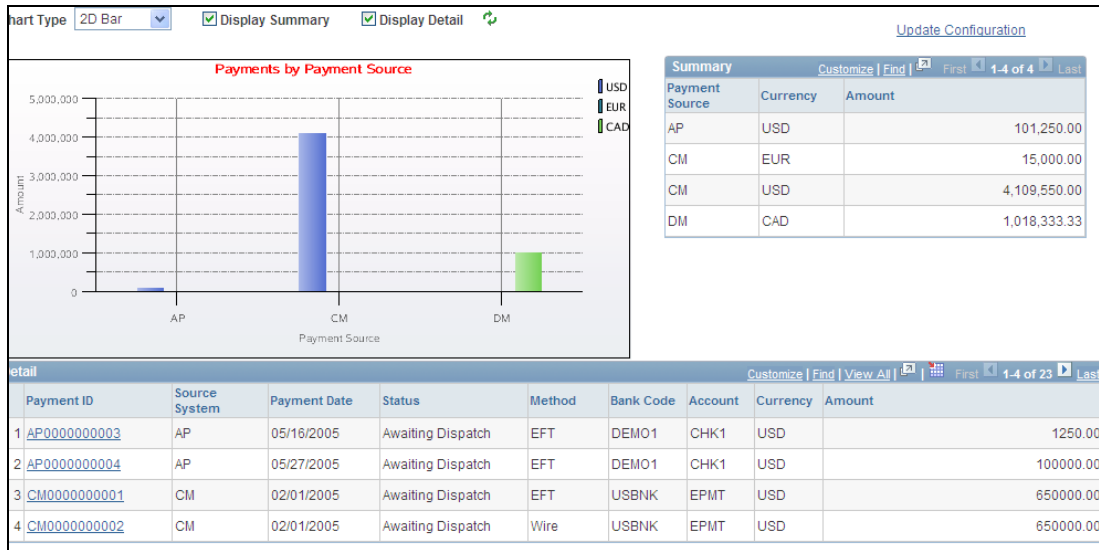 hart Type 2D Bar Display Summary Display Detail
Update Configuration
Payments by Payment Source
USD
EUR
CAD
5,000,000
4,000,000
3,000,000
2,000,000
1,000,000
0
Amount
AP CM DM
Payment Source
Summary Customize | Find | First 1-4 of 4 Last
Payment Source Currency Amount
AP USD 101,250.00
CM EUR 15,000.00
CM USD 4,109,550.00
DM CAD 1,018,333.33
etail Customize | Find | View All | | First 1-4 of 23 Last
Payment ID Source System Payment Date Status Method Bank Code Account Currency Amount
1 AP0000000003 AP 05/16/2005 Awaiting Dispatch EFT DEMO1 CHK1 USD 1250.00
2 AP0000000004 AP 05/27/2005 Awaiting Dispatch EFT DEMO1 CHK1 USD 100000.00
3 CM0000000001 CM 02/01/2005 Awaiting Dispatch EFT USBNK EPMT USD 650000.00
4 CM0000000002 CM 02/01/2005 Awaiting Dispatch Wire USBNK EPMT USD 650000.00